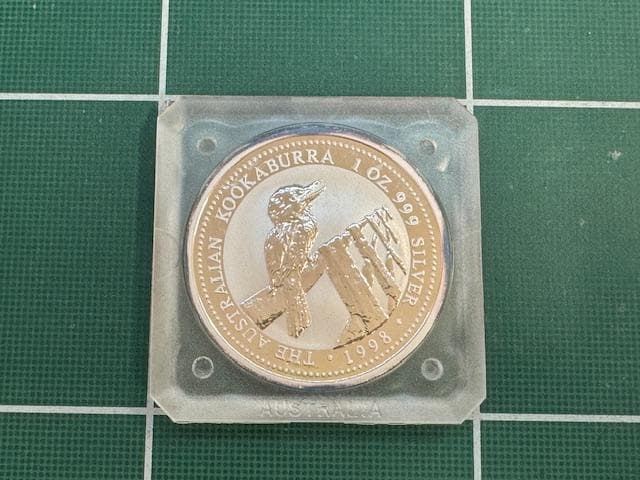 THE AUSTRALIAN KOOKABURRA 1 OZ 999 SILVER · 1998 ·
AUSTRALIA